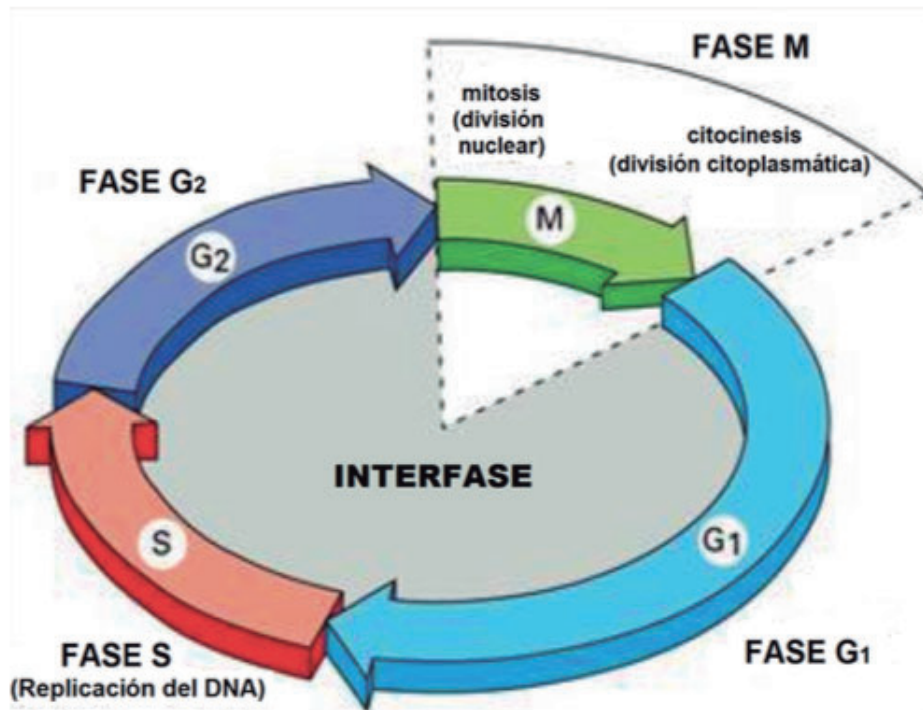 FASE M
mitosis
(división
nuclear)
citocinesis
(división citoplasmática)
FASE G2
M
G2
INTERFASE
S
G1
FASE S
(Replicación del DNA)
FASE G1